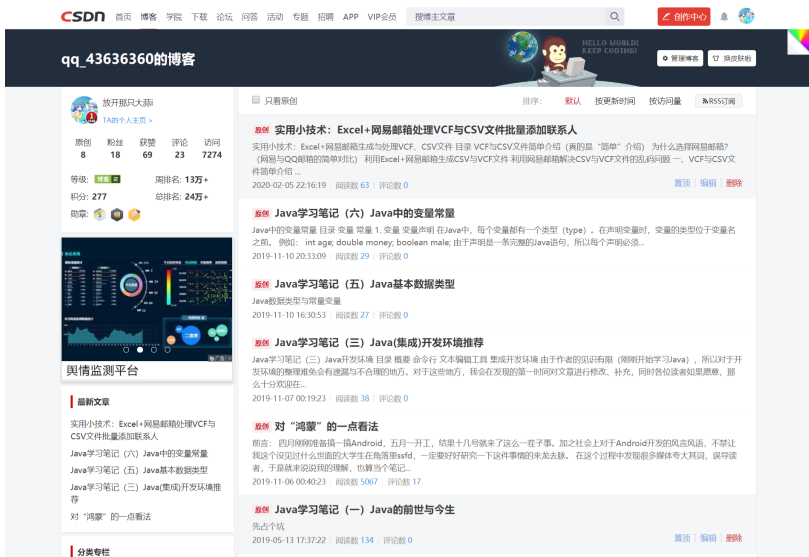 CSDN 首页 博客 学院 下载 论坛 问答 活动 专题 招聘 APP VIP会员 搜博主文章 创作中心
HELLO WORLD!
KEEP CODING!
qq_43636360的博客 管理博客 换皮肤啦
放开那只大蒴i
TA的个人主页 >
原创 粉丝 获赞 评论 访问
8 18 69 23 7274
等级: 博客 2 周排名: 13万+
积分: 277 总排名: 24万+
勋章:
广告
舆情监测平台
最新文章
实用小技术：Excel+网易邮箱处理VCF与
CSV文件批量添加联系人
Java学习笔记（六）Java中的变量常量
Java学习笔记（五）Java基本数据类型
Java学习笔记（三）Java(集成)开发环境推
荐
对“鸿蒙”的一点看法
分类专栏
只看原创 排序: 默认 按更新时间 按访问量 RSS订阅
原创 实用小技术：Excel+网易邮箱处理VCF与CSV文件批量添加联系人
实用小技术：Excel+网易邮箱生成与处理VCF、CSV文件 目录 VCF与CSV文件简单介绍（真的是“简单”介绍） 为什么选择网易邮箱?
（网易与QQ邮箱的简单对比） 利用Excel+网易邮箱生成CSV与VCF文件 利用网易邮箱解决CSV与VCF文件的乱码问题 一、VCF与CSV文
件简单介绍 ...
2020-02-05 22:16:19 阅读数 63 评论数 0 置顶 编辑 删除
原创 Java学习笔记（六）Java中的变量常量
Java中的变量常量 目录 变量 常量 1. 变量 变量声明 在Java中，每个变量都有一个类型（type）。在声明变量时，变量的类型位于变量名
之前。 例如： int age; double money; boolean male; 由于声明是一条完整的Java语句，所以每个声明必须...
2019-11-10 20:33:09 阅读数 29 评论数 0
原创 Java学习笔记（五）Java基本数据类型
Java数据类型与常量变量
2019-11-10 16:30:53 阅读数 27 评论数 0
原创 Java学习笔记（三）Java(集成)开发环境推荐
Java学习笔记（三）Java开发环境 目录 概要 命令行 文本编辑工具 集成开发环境 由于作者的见识有限（刚刚开始学习Java），所以对于开
发环境的整理难免会有遗漏与不合理的地方。对于这些地方，我会在发现的第一时间对文章进行修改、补充，同时各位读者如果愿意，那
么十分欢迎在...
2019-11-07 00:19:23 阅读数 38 评论数 0
原创 对“鸿蒙”的一点看法
前言： 四月刚刚准备搞一搞Android，五月一开工，结果十几号就来了这么一茬子事。加之社会上对于Android开发的风言风语，不禁让
我这个没见过什么世面的大学生在角落里ssfd，一定要好好研究一下这件事情的来龙去脉。 在这个过程中发现很多媒体夸大其词，误导读
者，于是就来说说我的理解，也算当个笔记...
2019-11-06 00:40:23 阅读数 5067 评论数 17
原创 Java学习笔记（一）Java的前世与今生
先占个坑
2019-05-13 17:37:22 阅读数 134 评论数 0 置顶 编辑 删除